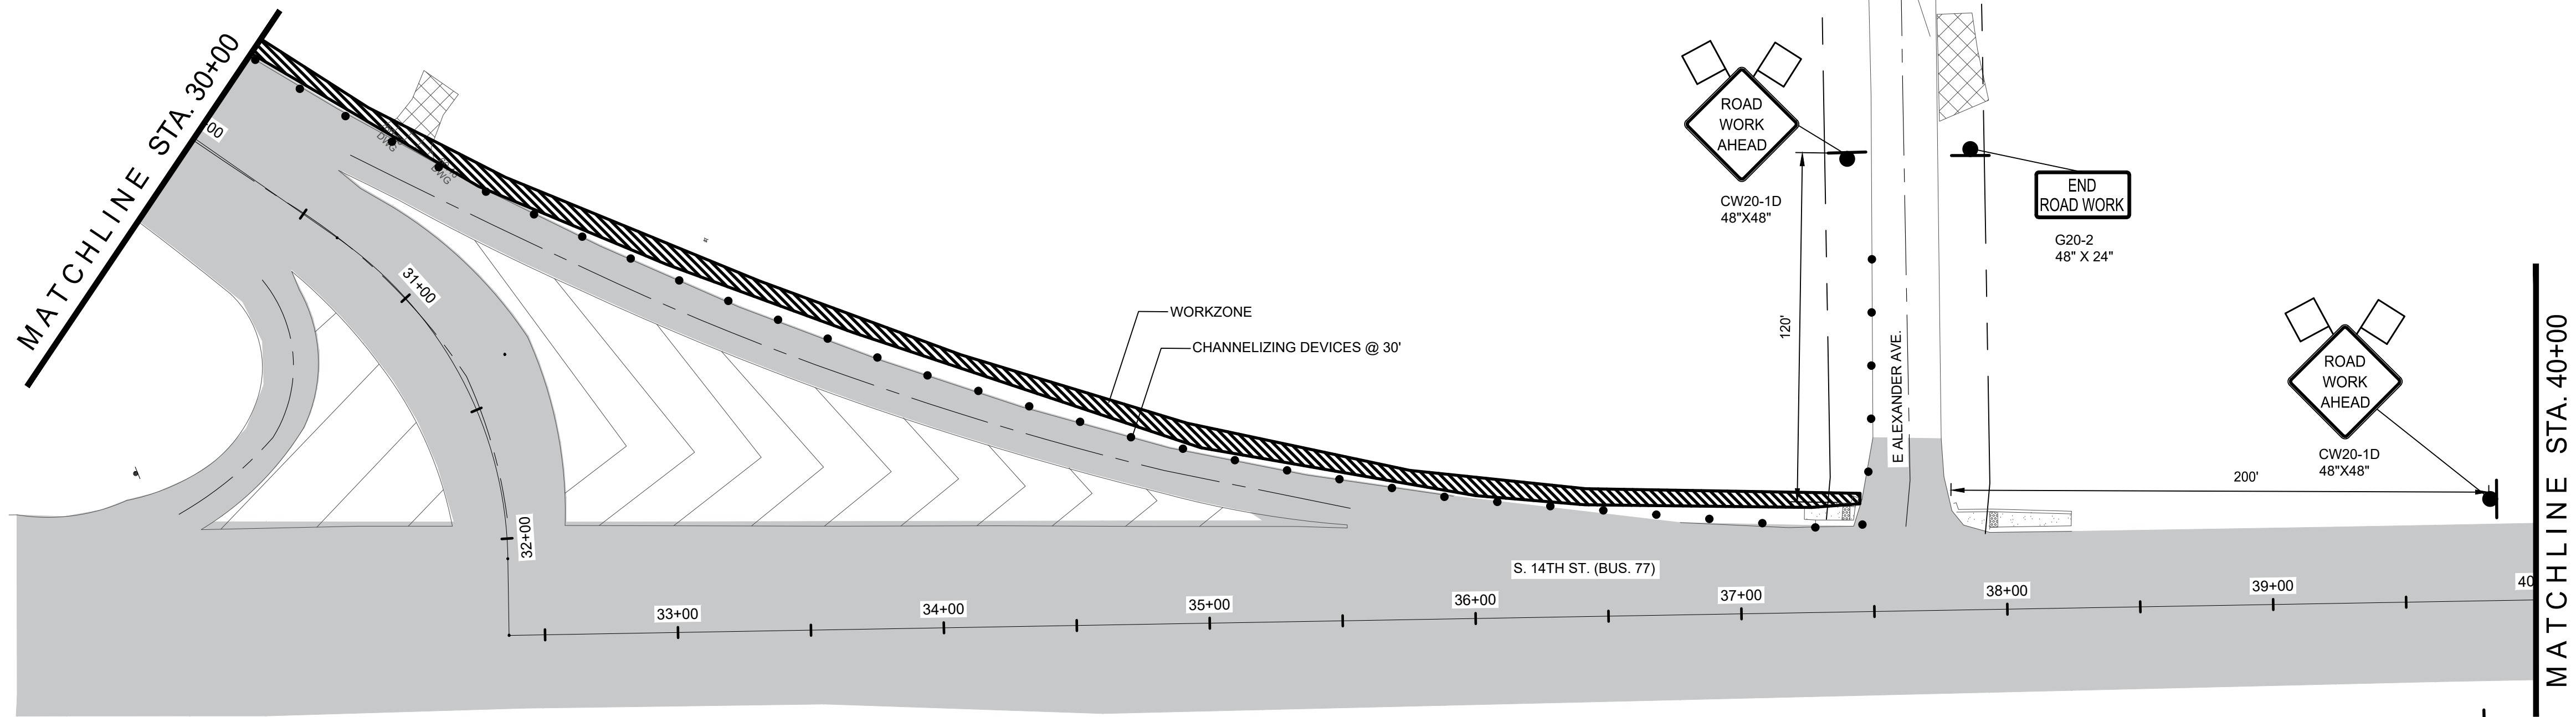 MATCHLINE STA. 30+00
00
DWG
DWG
31+00
32+00
33+00
34+00
35+00
36+00
37+00
38+00
39+00
40
WORKZONE
CHANNELIZING DEVICES @ 30'
S. 14TH ST. (BUS. 77)
ROAD
WORK
AHEAD
CW20-1D
48"X48"
120'
E ALEXANDER AVE.
END
ROAD WORK
G20-2
48" X 24"
ROAD
WORK
AHEAD
CW20-1D
48"X48"
200'
MATCHLINE STA. 40+00